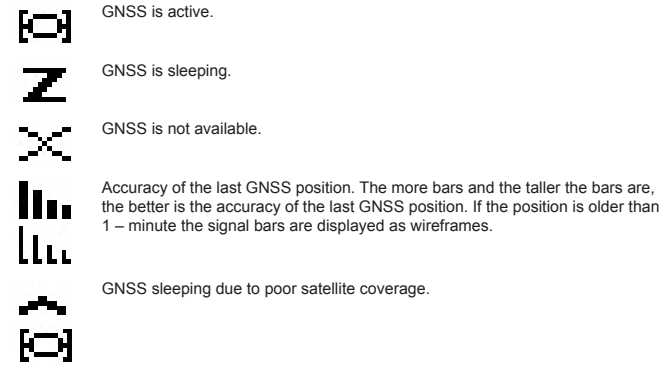 GNSS is active.
GNSS is sleeping.
GNSS is not available.
Accuracy of the last GNSS position. The more bars and the taller the bars are,
the better is the accuracy of the last GNSS position. If the position is older than
1 – minute the signal bars are displayed as wireframes.
GNSS sleeping due to poor satellite coverage.